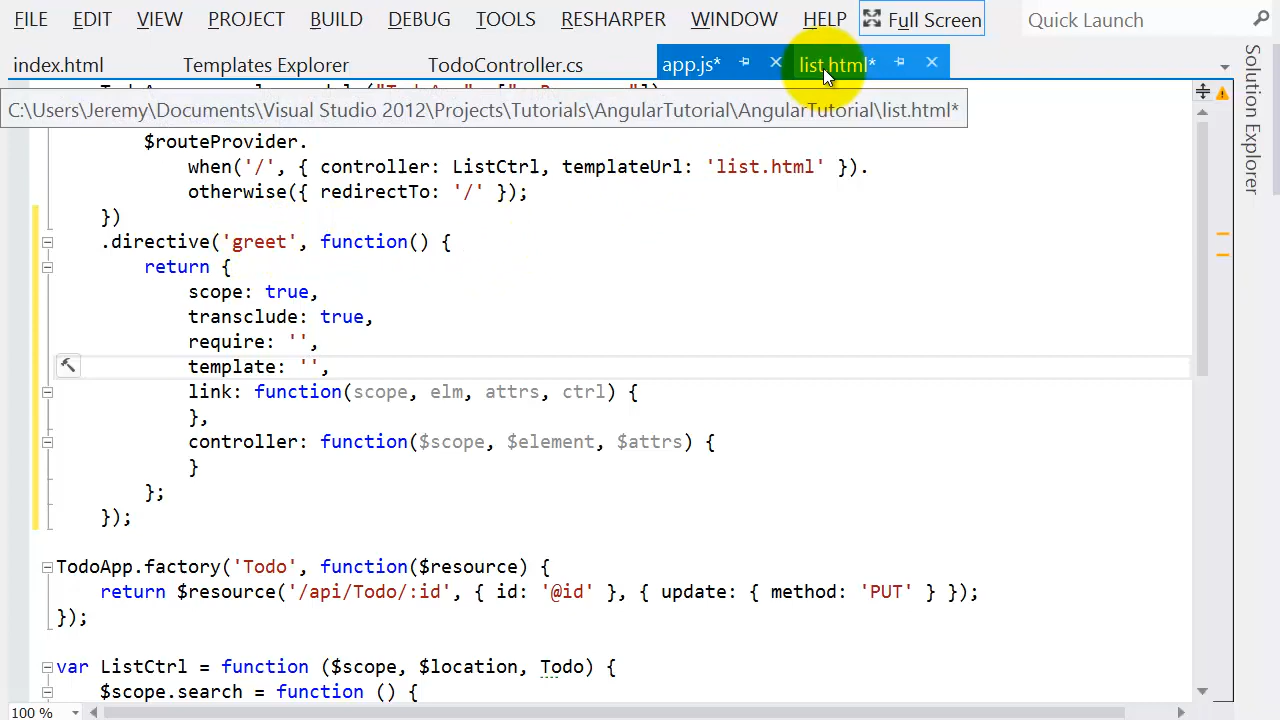 FILE EDIT VIEW PROJECT BUILD DEBUG TOOLS RESHARPER WINDOW HELP Full Screen Quick Launch
index.html Templates Explorer TodoController.cs app.js* list.html*
C:\Users\Jeremy\Documents\Visual Studio 2012\Projects\Tutorials\AngularTutorial\AngularTutorial\list.html*
$routeProvider.
when('/', { controller: ListCtrl, templateUrl: 'list.html' }).
otherwise({ redirectTo: '/' });
})
.directive('greet', function() {
return {
scope: true,
transclude: true,
require: '',
template: '',
link: function(scope, elm, attrs, ctrl) {
},
controller: function($scope, $element, $attrs) {
}
};
});
TodoApp.factory('Todo', function($resource) {
return $resource('/api/Todo/:id', { id: '@id' }, { update: { method: 'PUT' } });
});
var ListCtrl = function ($scope, $location, Todo) {
$scope.search = function () {
100 %
Solution Explorer